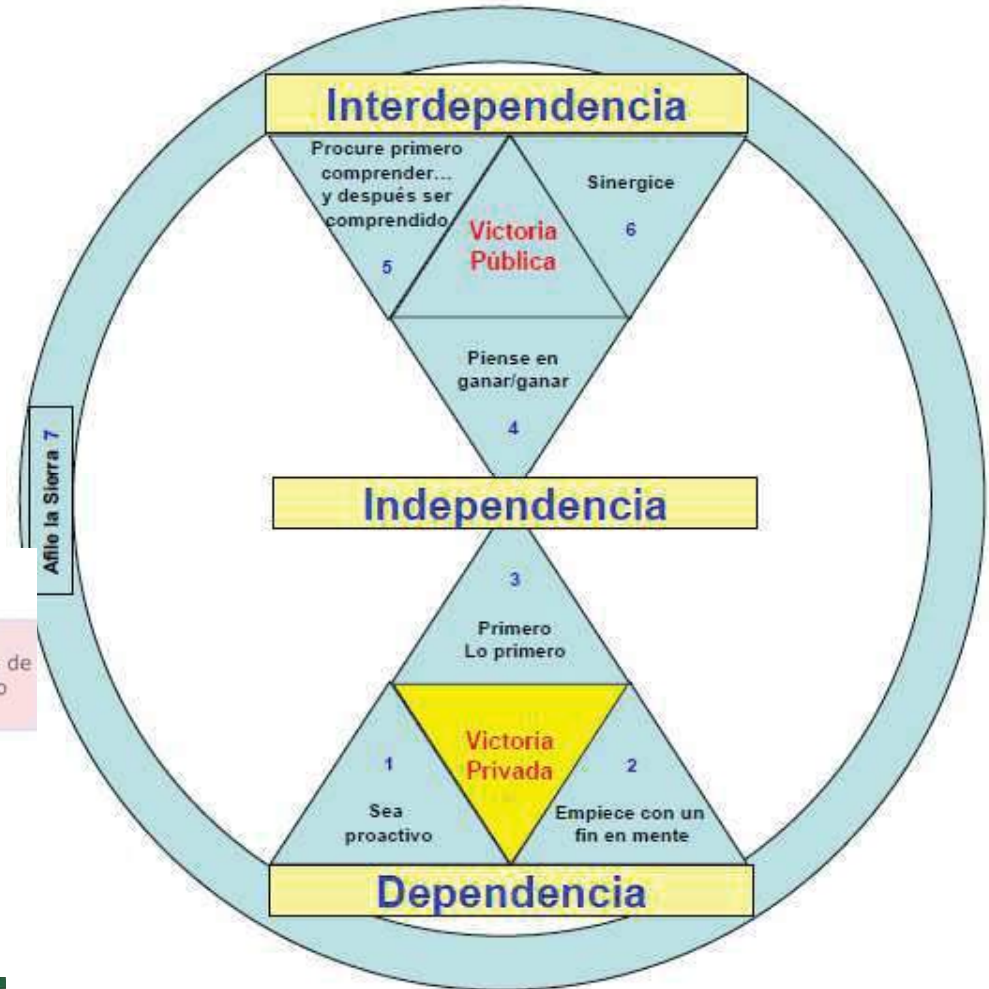 Interdependencia
Procure primero
comprender...
y después ser
comprendido
5
Victoria
Pública
Sinergice
6
Piense en
ganar/ganar
4
Afile la Sierra 7
Independencia
3
Primero
Lo primero
de
o
Victoria
Privada
1
Sea
proactivo
2
Empiece con un
fin en mente
Dependencia